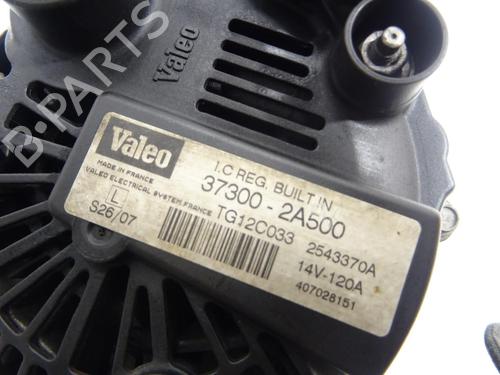 B-PARTS
Valeo
Valeo
MADE IN FRANCE
VALEO ELECTRICAL SYSTEM FRANCE
L
S26/07
I.C REG. BUILT IN
37300 - 2A500
TG12C033
2543370A
14V-120A
407028151